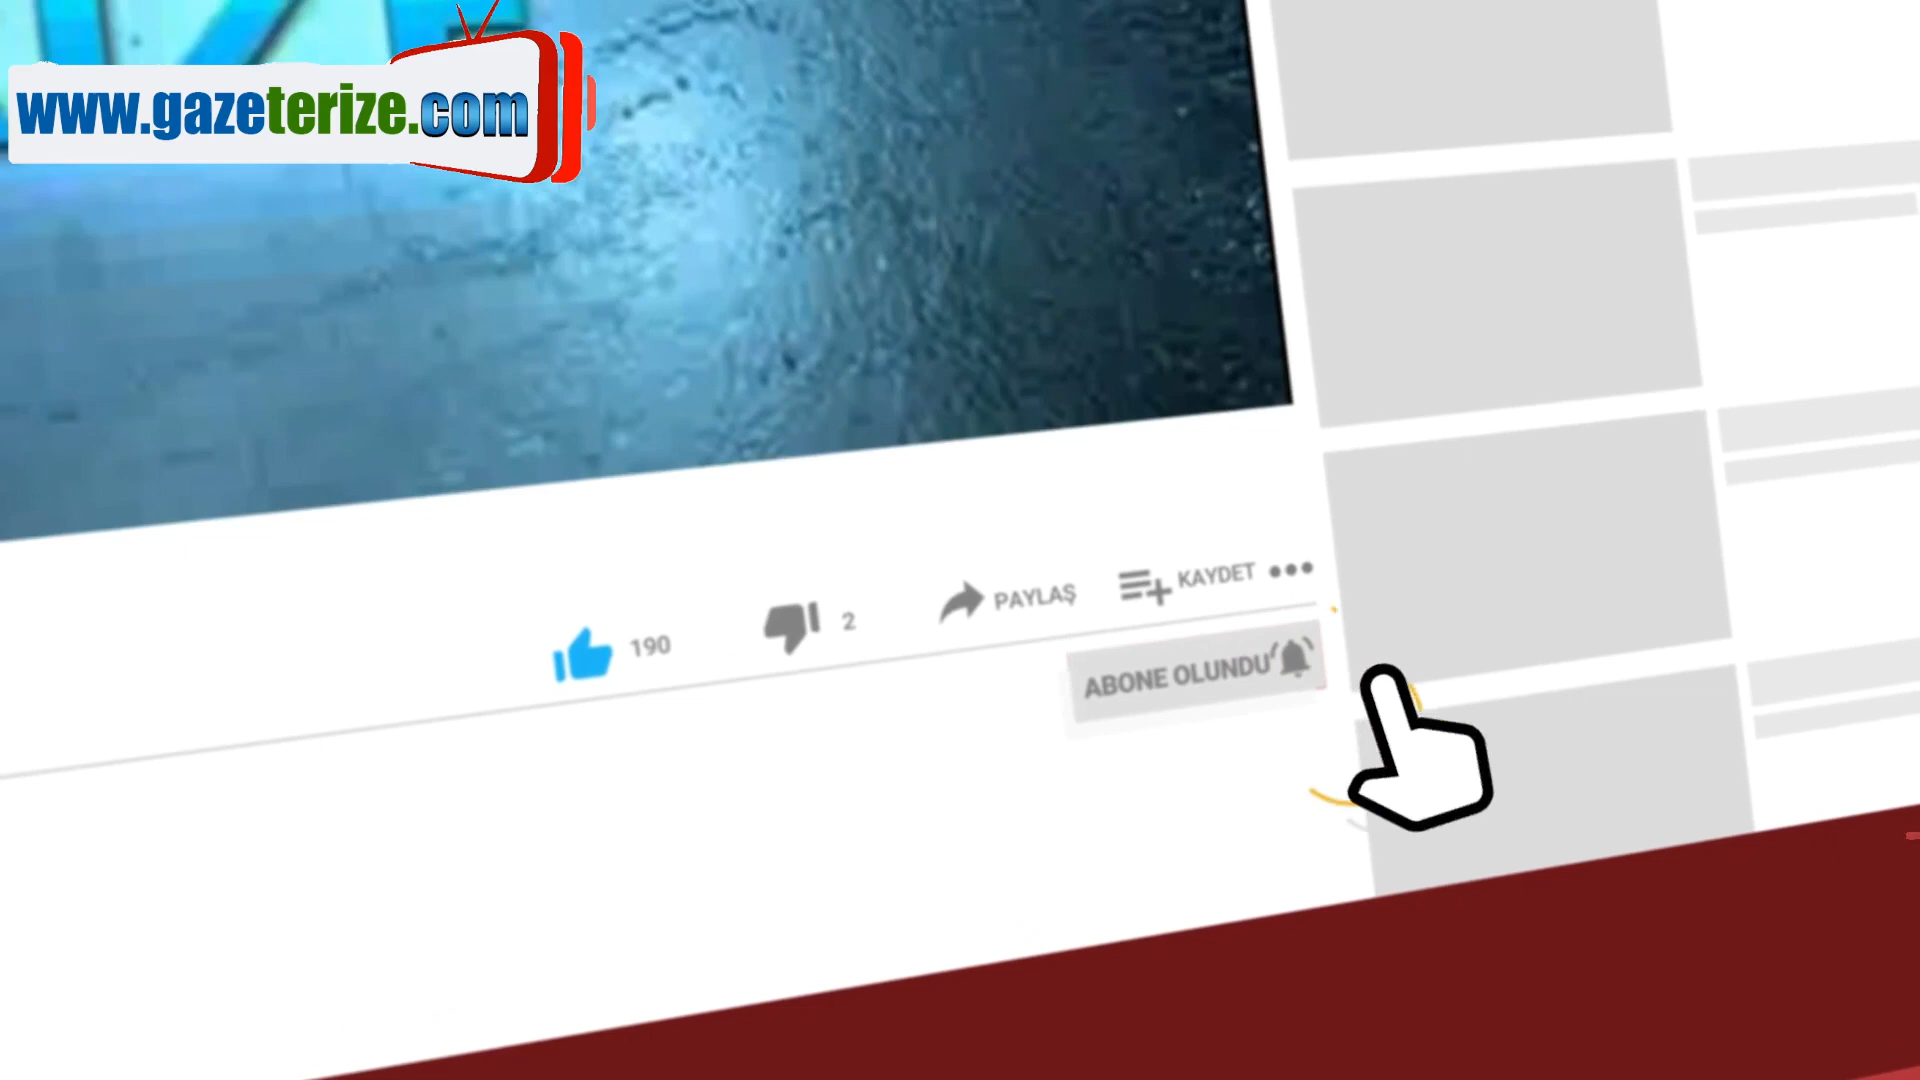 www.gazeterize.com
190
2
PAYLAŞ
KAYDET
ABONE OLUNDU